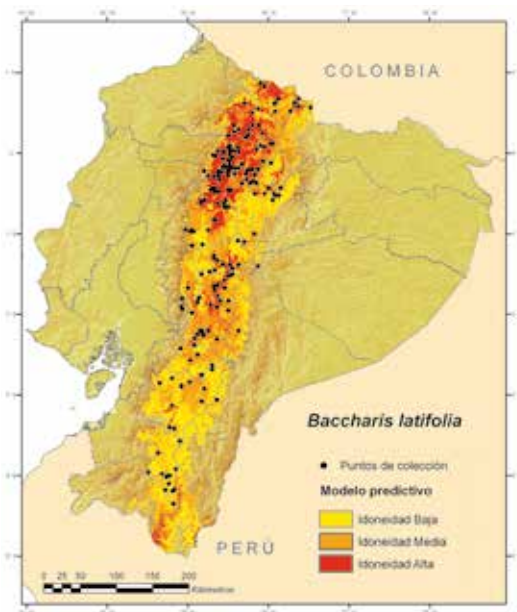 COLOMBIA
Baccharis latifolia
Puntos de colección
Modelo predictivo
Idoneidad Baja
Idoneidad Media
Idoneidad Alta
PERÚ
0 25 50 100 150 200
Kilómetros